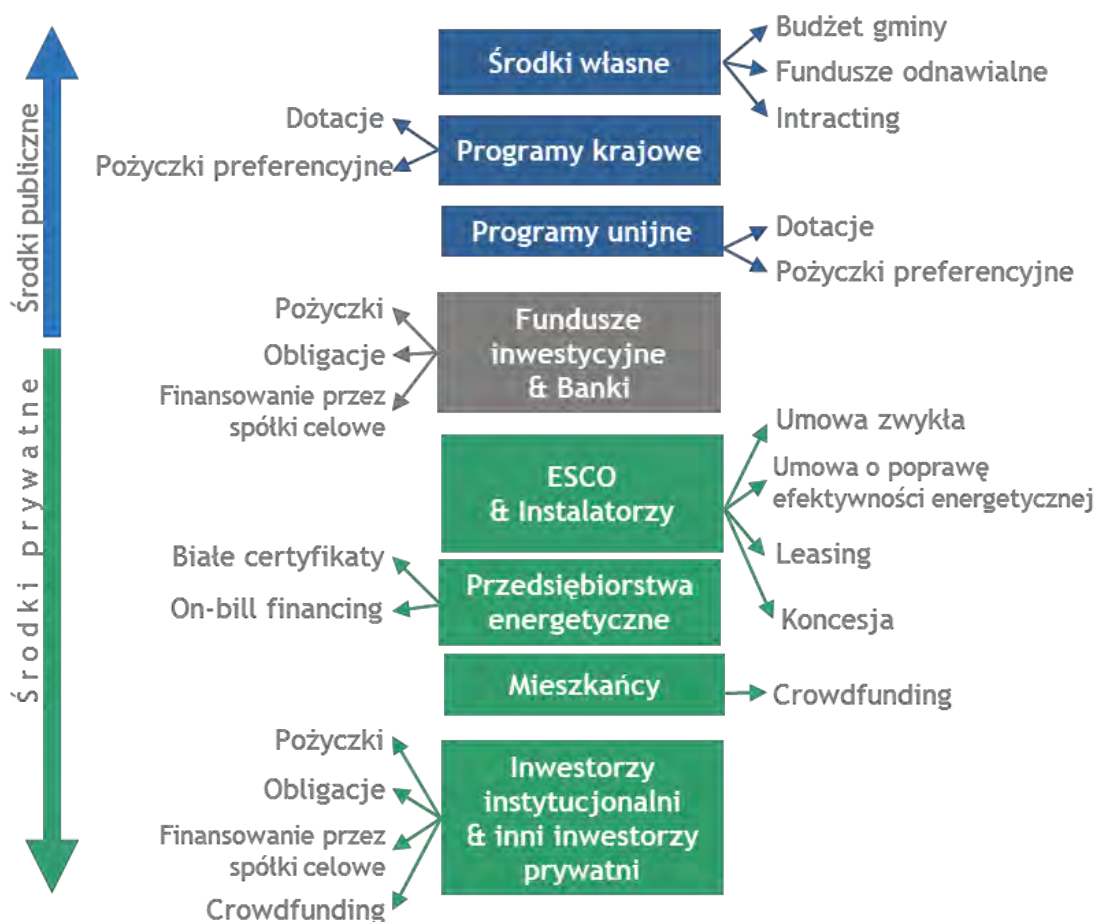 Środki publiczne
Środki prywatne
Środki własne
Budżet gminy
Fundusze odnawialne
Intracting
Dotacje
Pożyczki preferencyjne
Programy krajowe
Programy unijne
Dotacje
Pożyczki preferencyjne
Pożyczki
Obligacje
Finansowanie przez
spółki celowe
Fundusze
inwestycyjne
& Banki
ESCO
& Instalatorzy
Umowa zwykła
Umowa o poprawę
efektywności energetycznej
Leasing
Koncesja
Białe certyfikaty
On-bill financing
Przedsiębiorstwa
energetyczne
Mieszkańcy
Crowdfunding
Pożyczki
Obligacje
Finansowanie przez
spółki celowe
Crowdfunding
Inwestorzy
instytucjonalni
& inni inwestorzy
prywatni